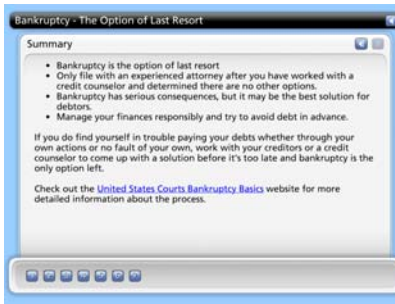 Bankruptcy - The Option of Last Resort
Summary
• Bankruptcy is the option of last resort
• Only file with an experienced attorney after you have worked with a
credit counselor and determined there are no other options.
• Bankruptcy has serious consequences, but it may be the best solution for
debtors.
• Manage your finances responsibly and try to avoid debt in advance.
If you do find yourself in trouble paying your debts whether through your
own actions or no fault of your own, work with your creditors or a credit
counselor to come up with a solution before it's too late and bankruptcy is the
only option left.
Check out the United States Courts Bankruptcy Basics website for more
detailed information about the process.